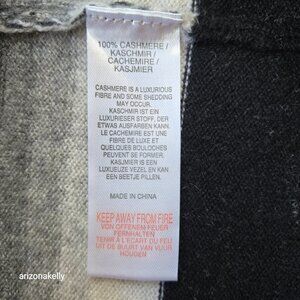 100% CASHMERE /
KASCHMIR /
CACHEMIRE /
KASJMIER
CASHMERE IS A LUXURIOUS
FIBRE AND SOME SHEDDING
MAY OCCUR.
KASCHMIR IST EIN
LUXURIÖSER STOFF, DER
ETWAS AUSFARBEN KANN.
LE CACHEMIRE EST UNE
FIBRE DE LUXE ET
QUELQUES BOULOCHES
PEUVENT SE FORMER.
KASJMIER IS EEN
LUXUEUZE VEZEL EN KAN
EEN BEETJE PILLEN.
MADE IN CHINA
KEEP AWAY FROM FIRE
VON OFFENEM FEUER
FERNHALTEN
TENIR À L'ÉCART DU FEU
UIT DE BUURT VAN VUUR
HOUDEN
arizonakelly